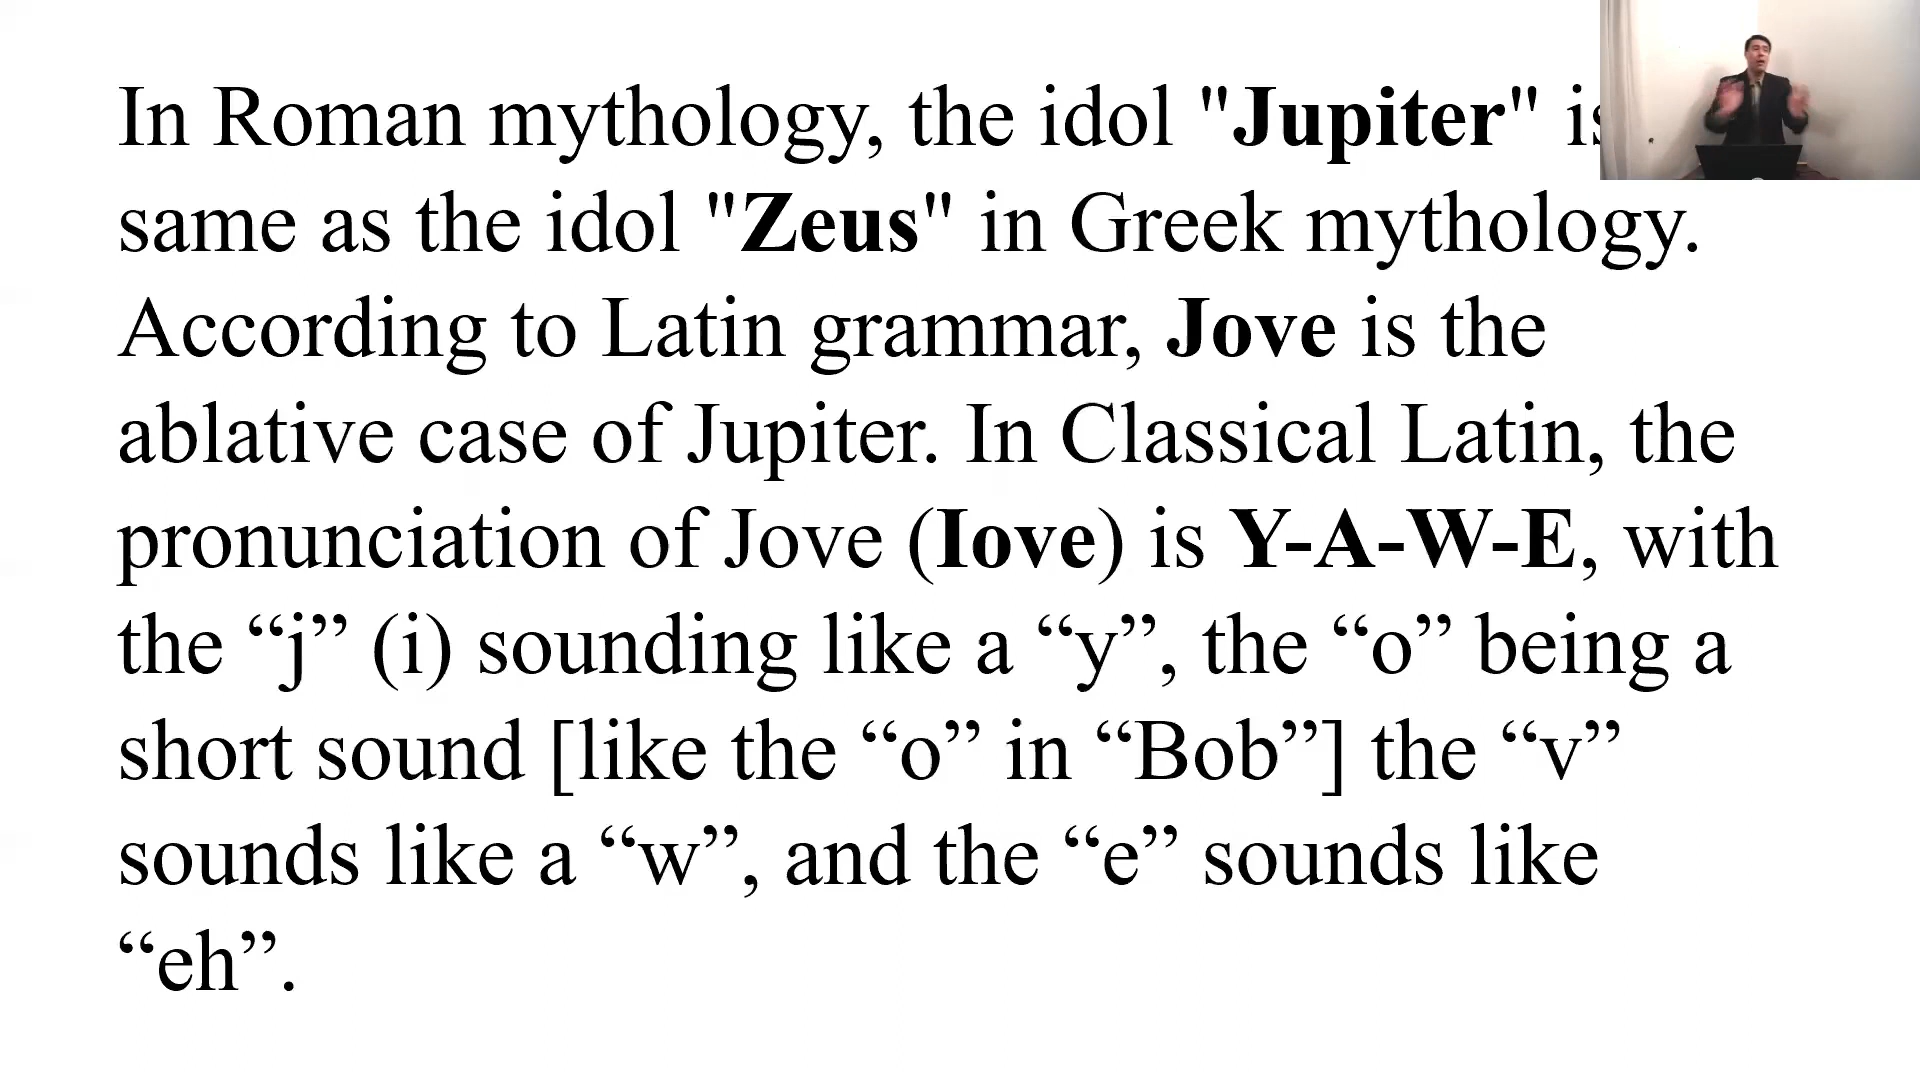 In Roman mythology, the idol "Jupiter" is
same as the idol "Zeus" in Greek mythology.
According to Latin grammar, Jove is the
ablative case of Jupiter. In Classical Latin, the
pronunciation of Jove (Iove) is Y-A-W-E, with
the “j” (i) sounding like a “y”, the “o” being a
short sound [like the “o” in “Bob”] the “v”
sounds like a “w”, and the “e” sounds like
“eh”.